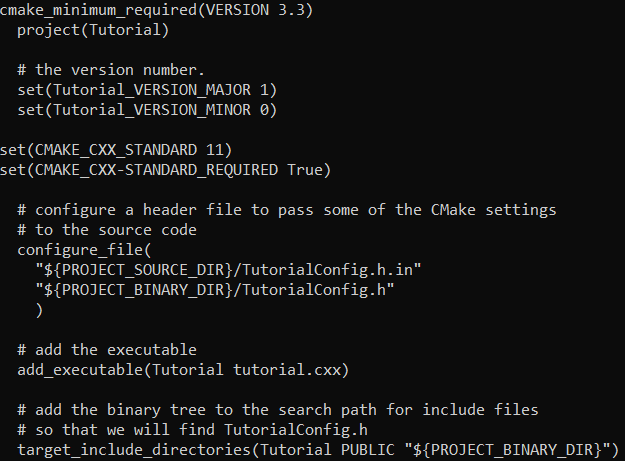 cmake_minimum_required(VERSION 3.3)
project(Tutorial)
# the version number.
set(Tutorial_VERSION_MAJOR 1)
set(Tutorial_VERSION_MINOR 0)
set(CMAKE_CXX_STANDARD 11)
set(CMAKE_CXX-STANDARD_REQUIRED True)
# configure a header file to pass some of the CMake settings
# to the source code
configure_file(
"${PROJECT_SOURCE_DIR}/TutorialConfig.h.in"
"${PROJECT_BINARY_DIR}/TutorialConfig.h"
)
# add the executable
add_executable(Tutorial tutorial.cxx)
# add the binary tree to the search path for include files
# so that we will find TutorialConfig.h
target_include_directories(Tutorial PUBLIC "${PROJECT_BINARY_DIR}")